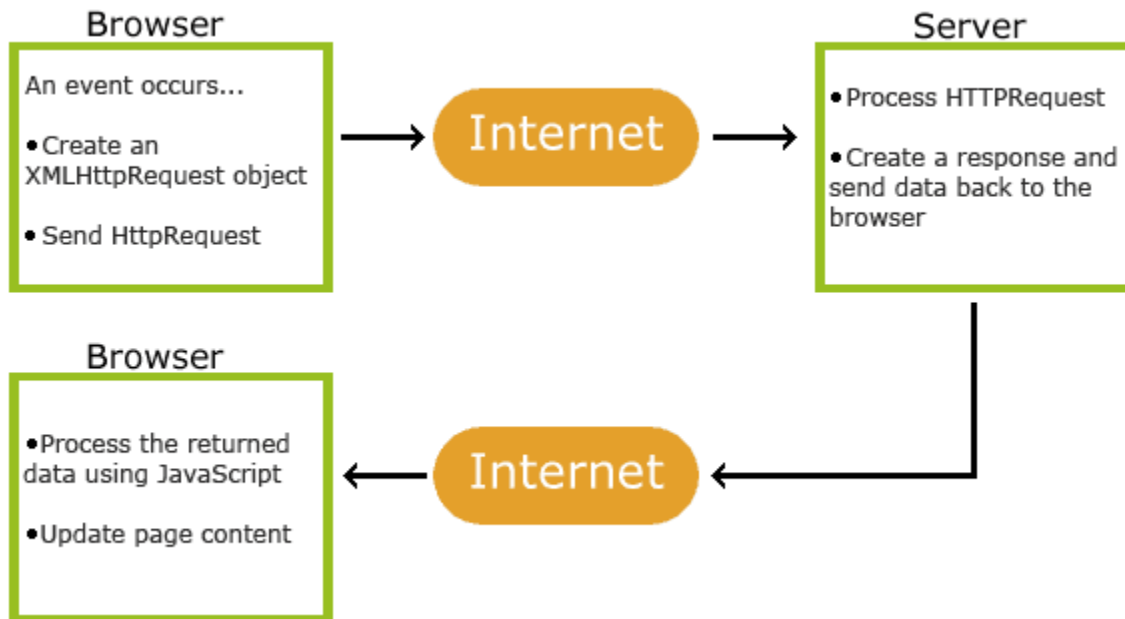 Browser
An event occurs...
•Create an
XMLHttpRequest object
•Send HttpRequest
Internet
Server
•Process HTTPRequest
•Create a response and
send data back to the
browser
Browser
•Process the returned
data using JavaScript
•Update page content
Internet